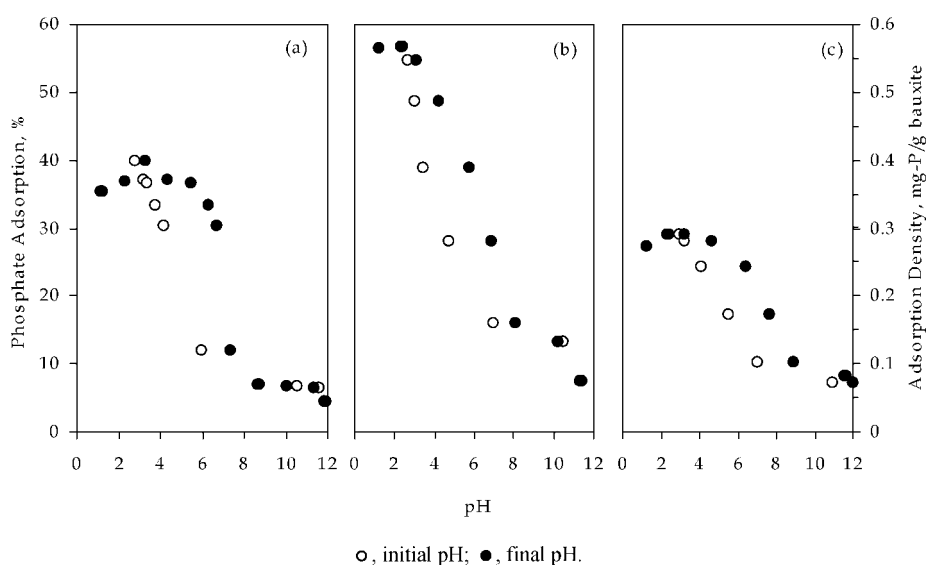 60
50
40
30
20
10
0
Phosphate Adsorption, %
(a)
(b)
(c)
0.6
0.5
0.4
0.3
0.2
0.1
0
Adsorption Density, mg-P/g bauxite
0 2 4 6 8 10 12
0 2 4 6 8 10 12
0 2 4 6 8 10 12
pH
, initial pH; , final pH.